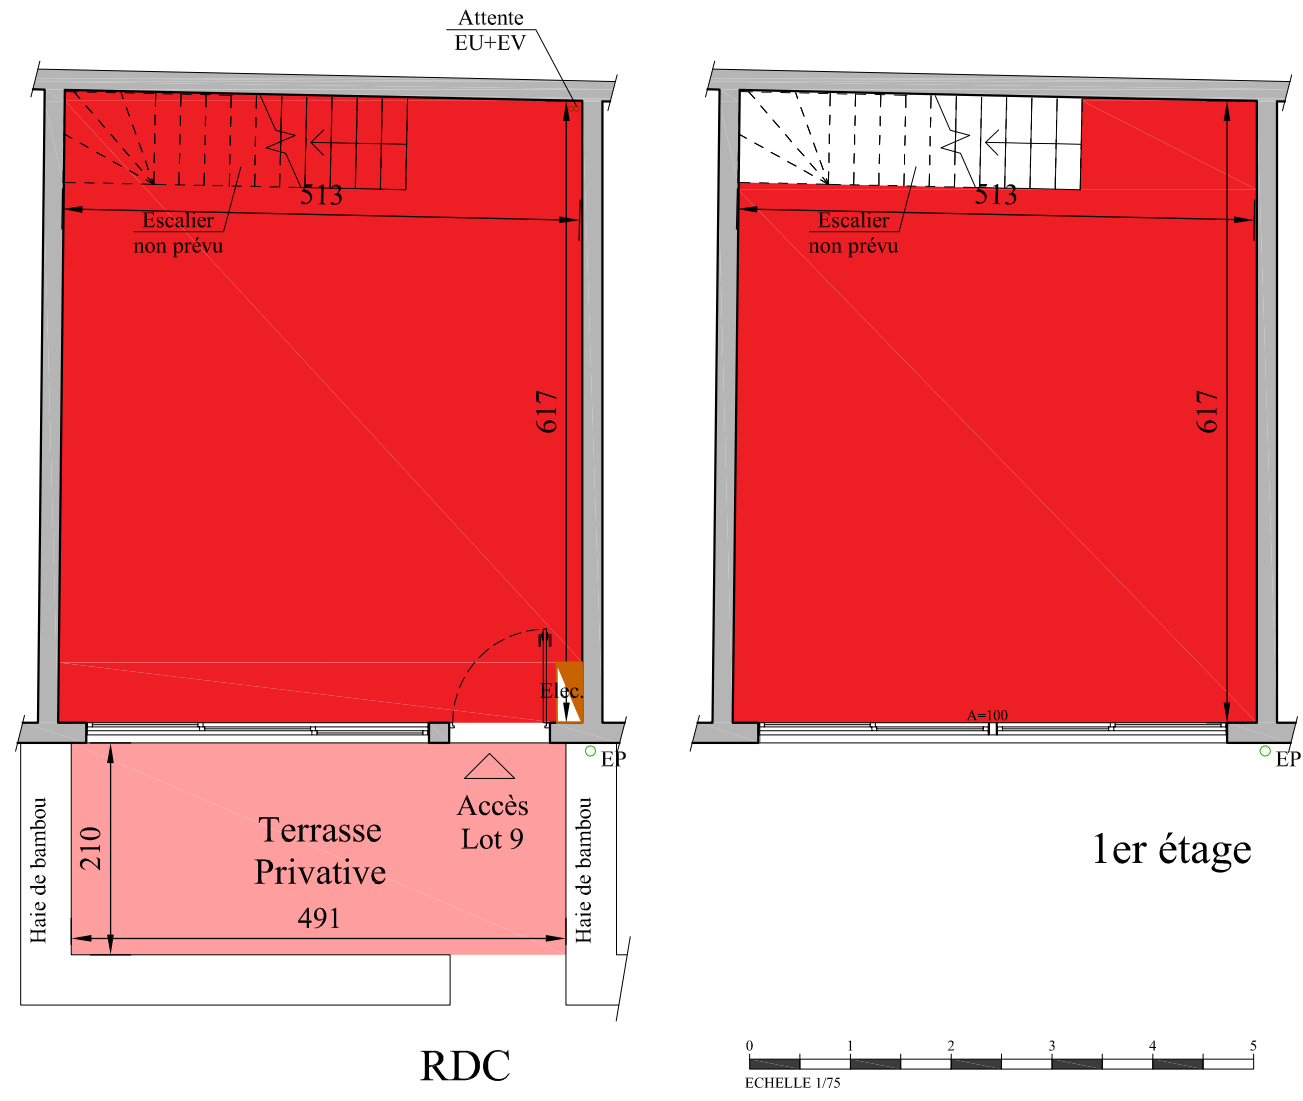 Attente
EU+EV
513
Escalier
non prévu
617
Elec.
EP
Haie de bambou
210
Terrasse
Privative
491
Accès
Lot 9
Haie de bambou
RDC
513
Escalier
non prévu
617
A=100
EP
1er étage
0 1 2 3 4 5
ECHELLE 1/75